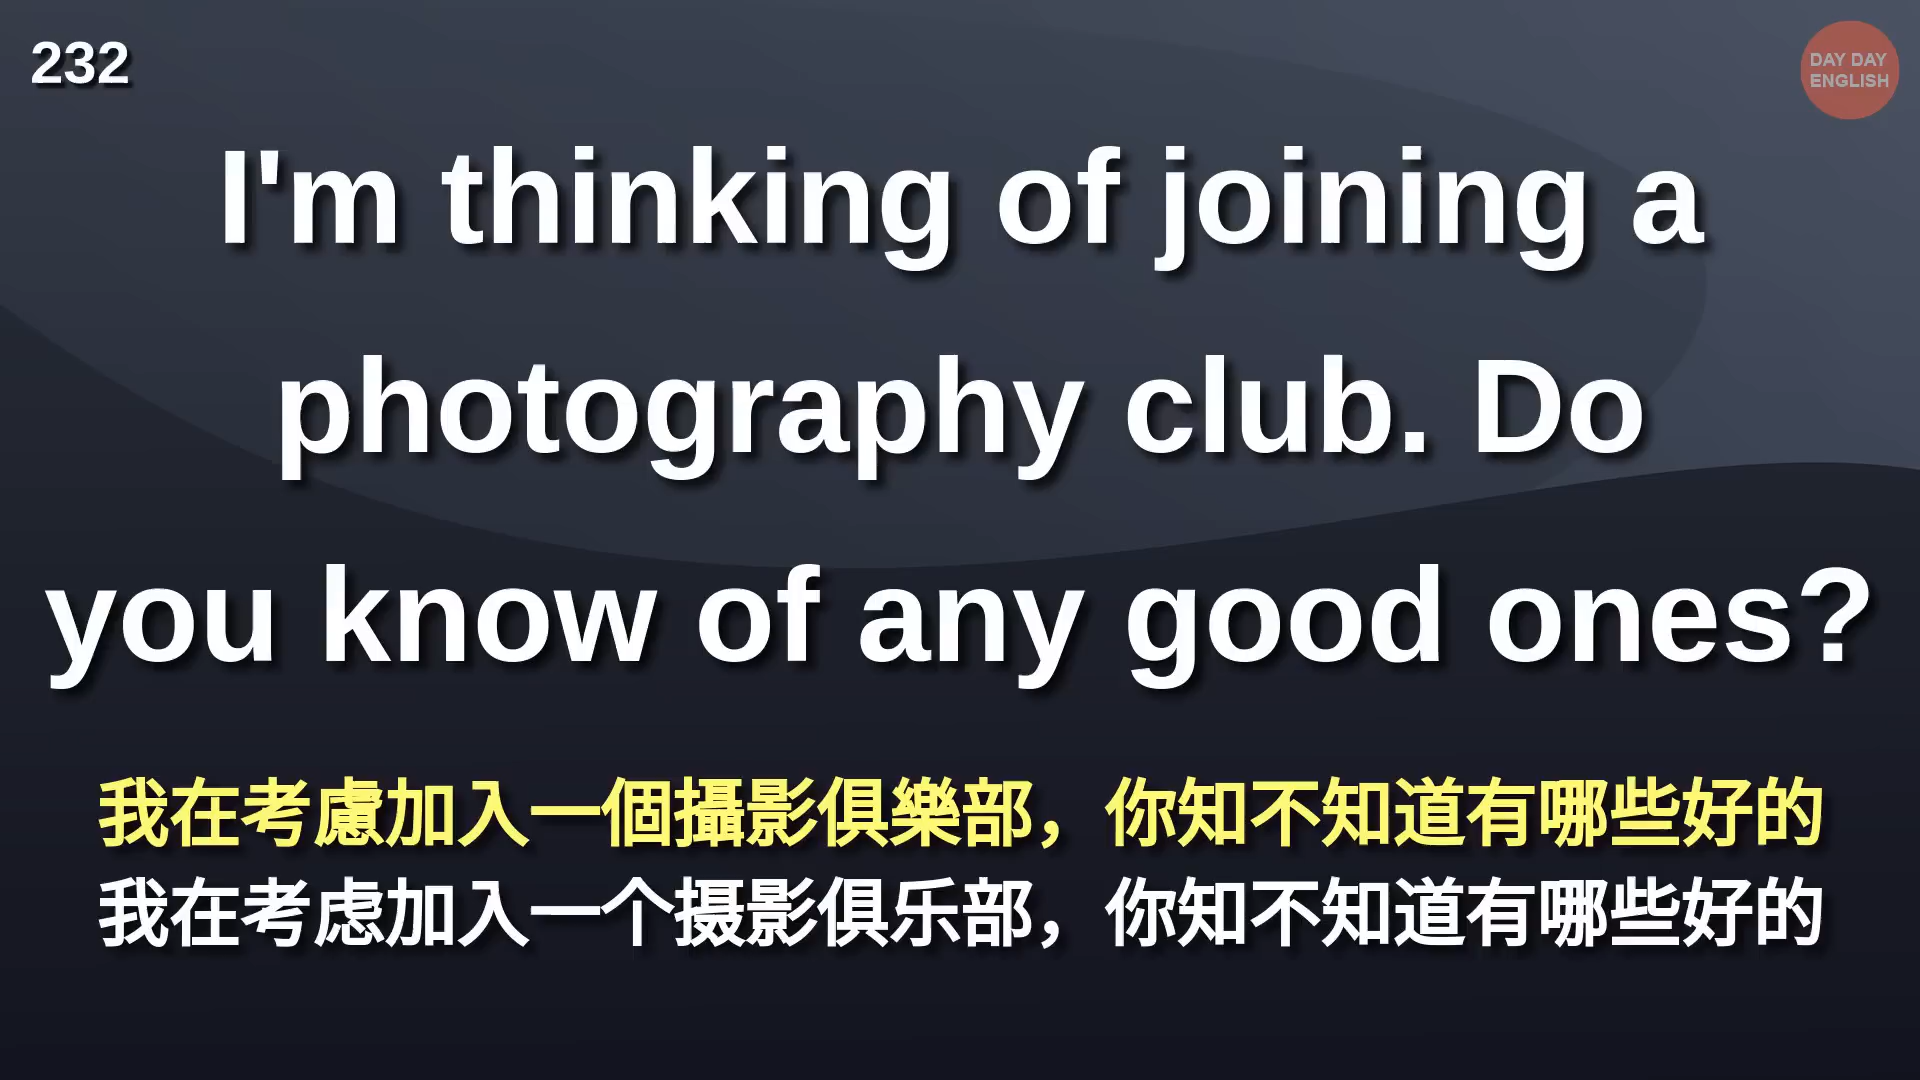 232
DAY DAY
ENGLISH
I'm thinking of joining a
photography club. Do
you know of any good ones?
我在考慮加入一個攝影俱樂部，你知不知道有哪些好的
我在考虑加入一个摄影俱乐部，你知不知道有哪些好的